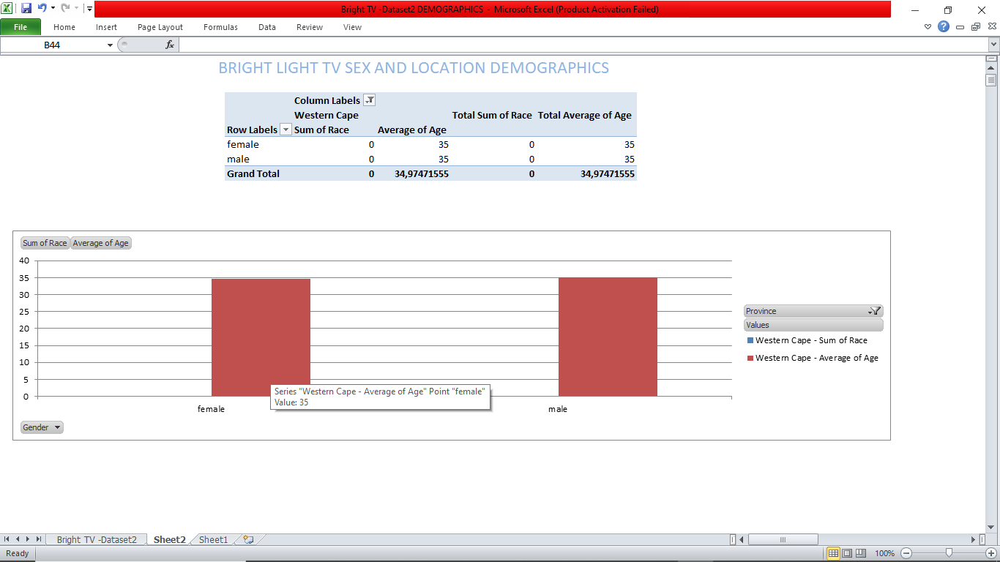 Bright TV -Dataset2 DEMOGRAPHICS - Microsoft Excel (Product Activation Failed)
File Home Insert Page Layout Formulas Data Review View
B44 fx
BRIGHT LIGHT TV SEX AND LOCATION DEMOGRAPHICS
Column Labels
Western Cape Total Sum of Race Total Average of Age
Row Labels Sum of Race Average of Age
female 0 35 0 35
male 0 35 0 35
Grand Total 0 34,97471555 0 34,97471555
Sum of Race Average of Age
40
35
30
25
20
15
10
5
0
female male
Series "Western Cape - Average of Age" Point "female"
Value: 35
Gender
Province
Values
Western Cape - Sum of Race
Western Cape - Average of Age
Bright TV -Dataset2 Sheet2 Sheet1
Ready 100%